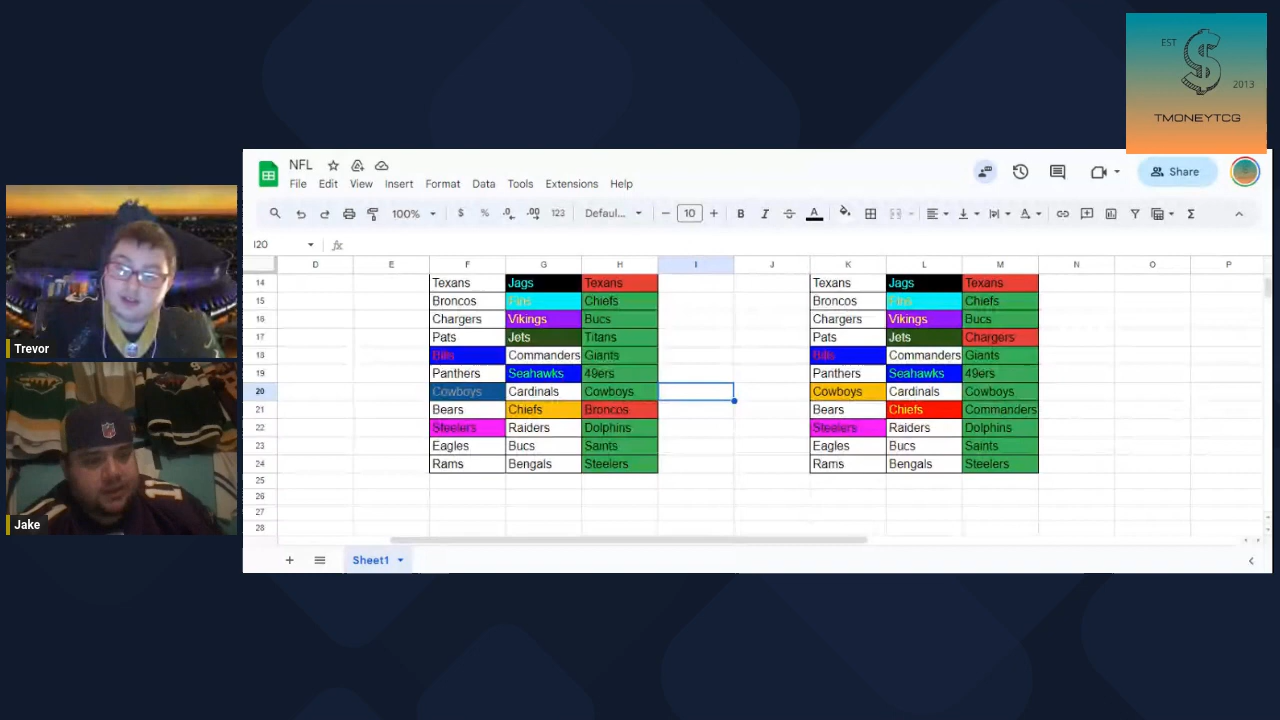 EST
2013
TMONEYTCG
NFL
File Edit View Insert Format Data Tools Extensions Help
Share
100% $ % .0 .00 123 Defaul... 10 B I A
I20 fx
D E F G H I J K L M N O P
14 Texans Jags Texans Texans Jags Texans
15 Broncos Fins Chiefs Broncos Fins Chiefs
16 Chargers Vikings Bucs Chargers Vikings Bucs
17 Pats Jets Titans Pats Jets Chargers
18 Bills Commanders Giants Bills Commanders Giants
19 Panthers Seahawks 49ers Panthers Seahawks 49ers
20 Cowboys Cardinals Cowboys Cowboys Cardinals Cowboys
21 Bears Chiefs Broncos Bears Chiefs Commanders
22 Steelers Raiders Dolphins Steelers Raiders Dolphins
23 Eagles Bucs Saints Eagles Bucs Saints
24 Rams Bengals Steelers Rams Bengals Steelers
25
26
27
28
Sheet1
Trevor
Jake